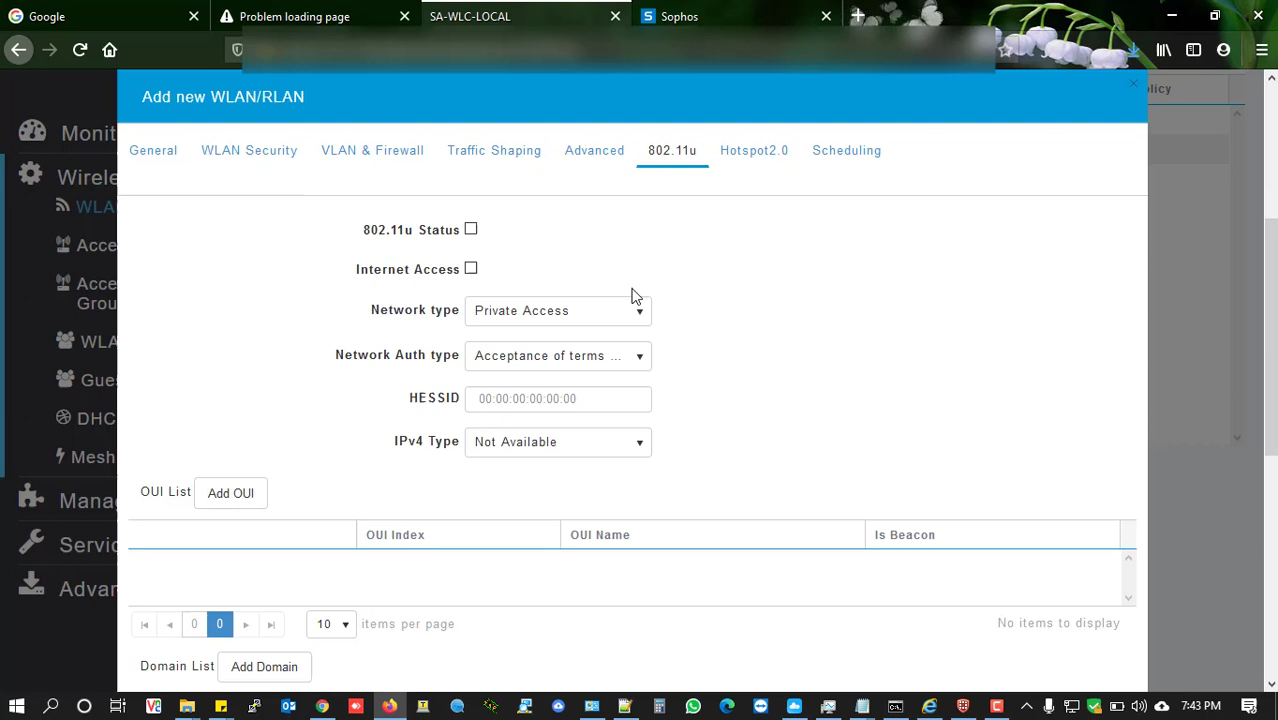 Google
Problem loading page
SA-WLC-LOCAL
Sophos
Add new WLAN/RLAN
licy
General
WLAN Security
VLAN & Firewall
Traffic Shaping
Advanced
802.11u
Hotspot2.0
Scheduling
Monit
Wirele
WLA
Acce
Acce
Grou
WLA
Gues
DHC
Mesh
Manag
Servic
Advar
802.11u Status
Internet Access
Network type
Private Access
Network Auth type
Acceptance of terms ...
HESSID
00:00:00:00:00:00
IPv4 Type
Not Available
OUI List
Add OUI
OUI Index
OUI Name
Is Beacon
0
0
10
items per page
No items to display
Domain List
Add Domain
7:43 PM